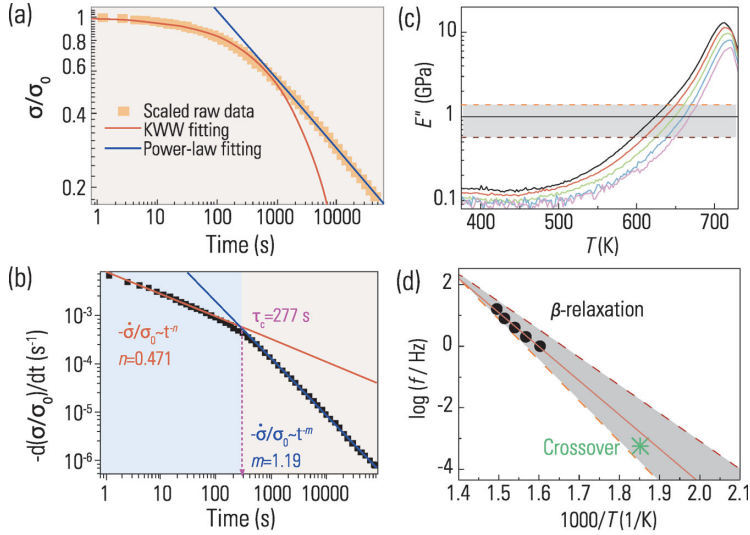 (a)
σ/σ0
1
0.8
0.6
0.4
0.2
Scaled raw data
KWW fitting
Power-law fitting
1 10 100 1000 10000
Time (s)
(b)
-d(σ/σ0)/dt (s-1)
10-3
10-4
10-5
10-6
τc=277 s
-σ̇/σ0~t-n
n=0.471
-σ̇/σ0~t-m
m=1.19
1 10 100 1000 10000
Time (s)
(c)
E″ (GPa)
10
1
0.1
400 500 600 700
T(K)
(d)
log (f / Hz)
2
0
-2
-4
β-relaxation
Crossover
1.4 1.5 1.6 1.7 1.8 1.9 2.0 2.1
1000/T (1/K)